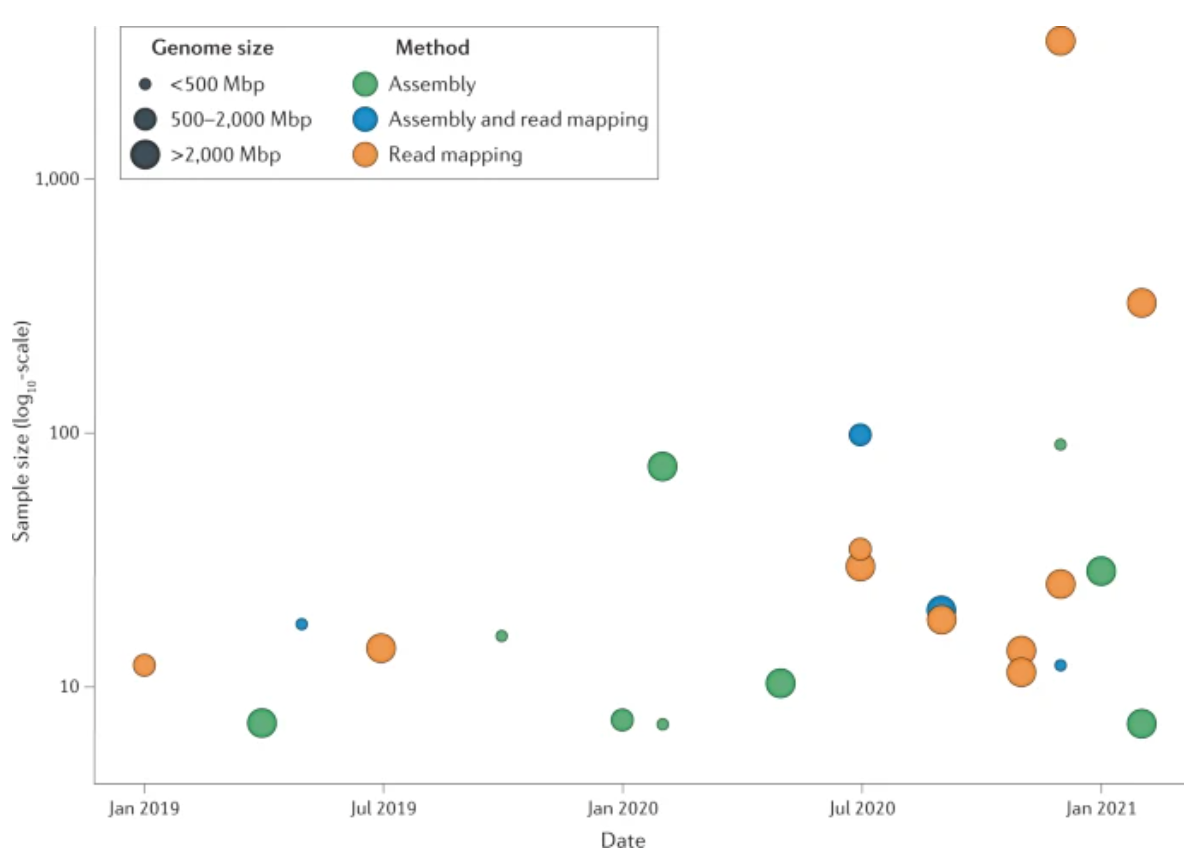 Genome size Method
<500 Mbp Assembly
500–2,000 Mbp Assembly and read mapping
>2,000 Mbp Read mapping
1,000
100
10
Sample size (log10-scale)
Jan 2019 Jul 2019 Jan 2020 Jul 2020 Jan 2021
Date